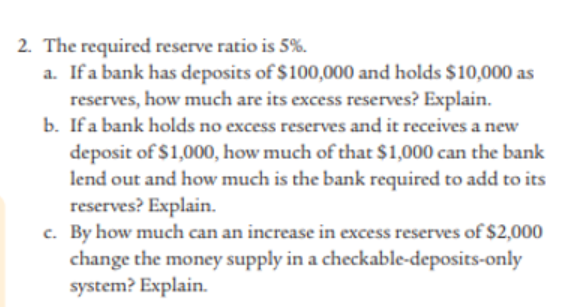 2. The required reserve ratio is 5%.
a. If a bank has deposits of $100,000 and holds $10,000 as
reserves, how much are its excess reserves? Explain.
b. If a bank holds no excess reserves and it receives a new
deposit of $1,000, how much of that $1,000 can the bank
lend out and how much is the bank required to add to its
reserves? Explain.
c. By how much can an increase in excess reserves of $2,000
change the money supply in a checkable-deposits-only
system? Explain.